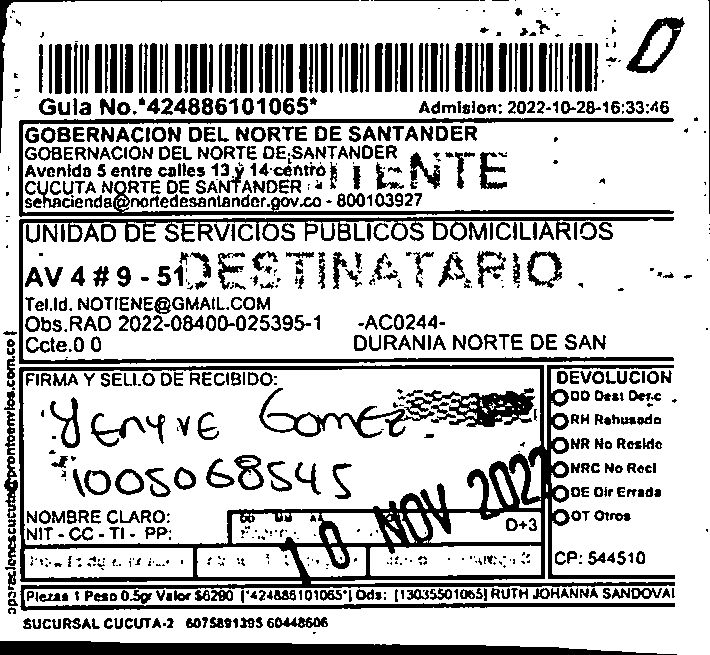 D
Guia No.*424886101065*
Admision: 2022-10-28-16:33:46
GOBERNACION DEL NORTE DE SANTANDER
GOBERNACION DEL NORTE DE SANTANDER
Avenida 5 entre calles 13 y 14 centro
CUCUTA NORTE DE SANTANDER
sehacienda@nortedesantander.gov.co - 800103927
UNIDAD DE SERVICIOS PUBLICOS DOMICILIARIOS
AV 4 # 9 - 51 DESTINATARIO
Tel.Id. NOTIENE@GMAIL.COM
Obs.RAD 2022-08400-025395-1 -AC0244-
Ccte.0 0 DURANIA NORTE DE SAN
FIRMA Y SELLO DE RECIBIDO:
Yenyve Gomez
1005068545
10 NOV 2022
NOMBRE CLARO:
NIT - CC - TI - PP:
D+3
DEVOLUCION
DD Dest Desc
RH Rehusado
NR No Reside
NRC No Recl
DE Dir Errada
OT Otros
CP: 544510
Piezas 1 Peso 0.5gr Valor $6290 [*424886101065*] Ods: [13035501065] RUTH JOHANNA SANDOVAL
SUCURSAL CUCUTA-2 6075891395 60448606